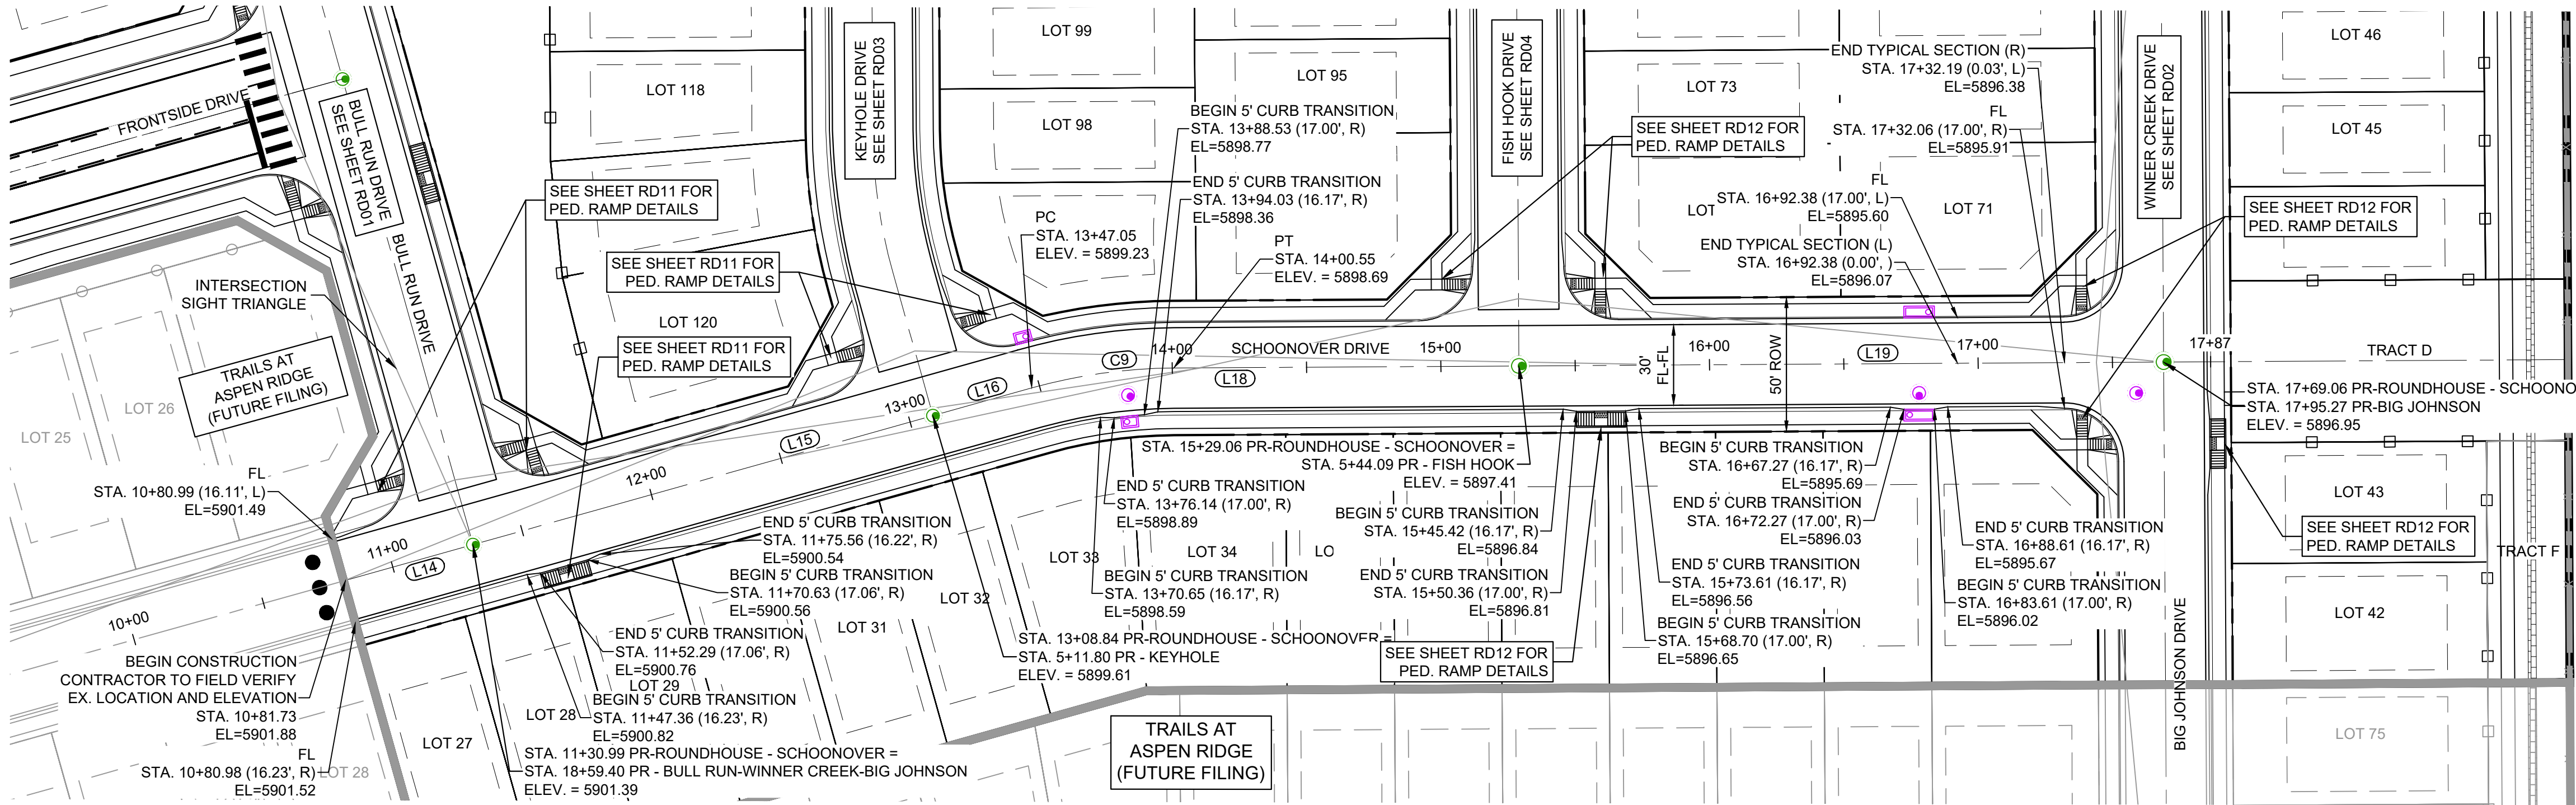 FRONTSIDE DRIVE
BULL RUN DRIVE
SEE SHEET RD01
BULL RUN DRIVE
INTERSECTION
SIGHT TRIANGLE
TRAILS AT
ASPEN RIDGE
(FUTURE FILING)
LOT 26
LOT 25
FL
STA. 10+80.99 (16.11', L)
EL=5901.49
10+00
11+00
L14
BEGIN CONSTRUCTION
CONTRACTOR TO FIELD VERIFY
EX. LOCATION AND ELEVATION
STA. 10+81.73
EL=5901.88
FL
STA. 10+80.98 (16.23', R)
EL=5901.52
LOT 28
LOT 27
SEE SHEET RD11 FOR
PED. RAMP DETAILS
SEE SHEET RD11 FOR
PED. RAMP DETAILS
LOT 118
LOT 120
SEE SHEET RD11 FOR
PED. RAMP DETAILS
12+00
L15
13+00
L16
END 5' CURB TRANSITION
STA. 11+75.56 (16.22', R)
EL=5900.54
BEGIN 5' CURB TRANSITION
STA. 11+70.63 (17.06', R)
EL=5900.56
END 5' CURB TRANSITION
STA. 11+52.29 (17.06', R)
EL=5900.76
LOT 29
BEGIN 5' CURB TRANSITION
STA. 11+47.36 (16.23', R)
EL=5900.82
LOT 28
STA. 11+30.99 PR-ROUNDHOUSE - SCHOONOVER =
STA. 18+59.40 PR - BULL RUN-WINNER CREEK-BIG JOHNSON
ELEV. = 5901.39
LOT 31
LOT 32
KEYHOLE DRIVE
SEE SHEET RD03
LOT 99
LOT 98
LOT 95
PC
STA. 13+47.05
ELEV. = 5899.23
BEGIN 5' CURB TRANSITION
STA. 13+88.53 (17.00', R)
EL=5898.77
END 5' CURB TRANSITION
STA. 13+94.03 (16.17', R)
EL=5898.36
PT
STA. 14+00.55
ELEV. = 5898.69
C9
14+00
L18
SCHOONOVER DRIVE
15+00
STA. 13+08.84 PR-ROUNDHOUSE - SCHOONOVER =
STA. 5+11.80 PR - KEYHOLE
ELEV. = 5899.61
LOT 33
END 5' CURB TRANSITION
STA. 13+76.14 (17.00', R)
EL=5898.89
BEGIN 5' CURB TRANSITION
STA. 13+70.65 (16.17', R)
EL=5898.59
LOT 34
LO
STA. 15+29.06 PR-ROUNDHOUSE - SCHOONOVER =
STA. 5+44.09 PR - FISH HOOK
ELEV. = 5897.41
BEGIN 5' CURB TRANSITION
STA. 15+45.42 (16.17', R)
EL=5896.84
END 5' CURB TRANSITION
STA. 15+50.36 (17.00', R)
EL=5896.81
SEE SHEET RD12 FOR
PED. RAMP DETAILS
TRAILS AT
ASPEN RIDGE
(FUTURE FILING)
FISH HOOK DRIVE
SEE SHEET RD04
SEE SHEET RD12 FOR
PED. RAMP DETAILS
LOT 73
LOT
LOT 71
END TYPICAL SECTION (R)
STA. 17+32.19 (0.03', L)
EL=5896.38
FL
STA. 17+32.06 (17.00', R)
EL=5895.91
FL
STA. 16+92.38 (17.00', L)
EL=5895.60
END TYPICAL SECTION (L)
STA. 16+92.38 (0.00', )
EL=5896.07
30'
FL-FL
16+00
50' ROW
L19
17+00
17+87
BEGIN 5' CURB TRANSITION
STA. 16+67.27 (16.17', R)
EL=5895.69
END 5' CURB TRANSITION
STA. 16+72.27 (17.00', R)
EL=5896.03
END 5' CURB TRANSITION
STA. 15+73.61 (16.17', R)
EL=5896.56
BEGIN 5' CURB TRANSITION
STA. 15+68.70 (17.00', R)
EL=5896.65
END 5' CURB TRANSITION
STA. 16+88.61 (16.17', R)
EL=5895.67
BEGIN 5' CURB TRANSITION
STA. 16+83.61 (17.00', R)
EL=5896.02
WINEER CREEK DRIVE
SEE SHEET RD02
SEE SHEET RD12 FOR
PED. RAMP DETAILS
LOT 46
LOT 45
TRACT D
STA. 17+69.06 PR-ROUNDHOUSE - SCHOONO
STA. 17+95.27 PR-BIG JOHNSON
ELEV. = 5896.95
LOT 43
SEE SHEET RD12 FOR
PED. RAMP DETAILS
TRACT F
LOT 42
BIG JOHNSON DRIVE
LOT 75